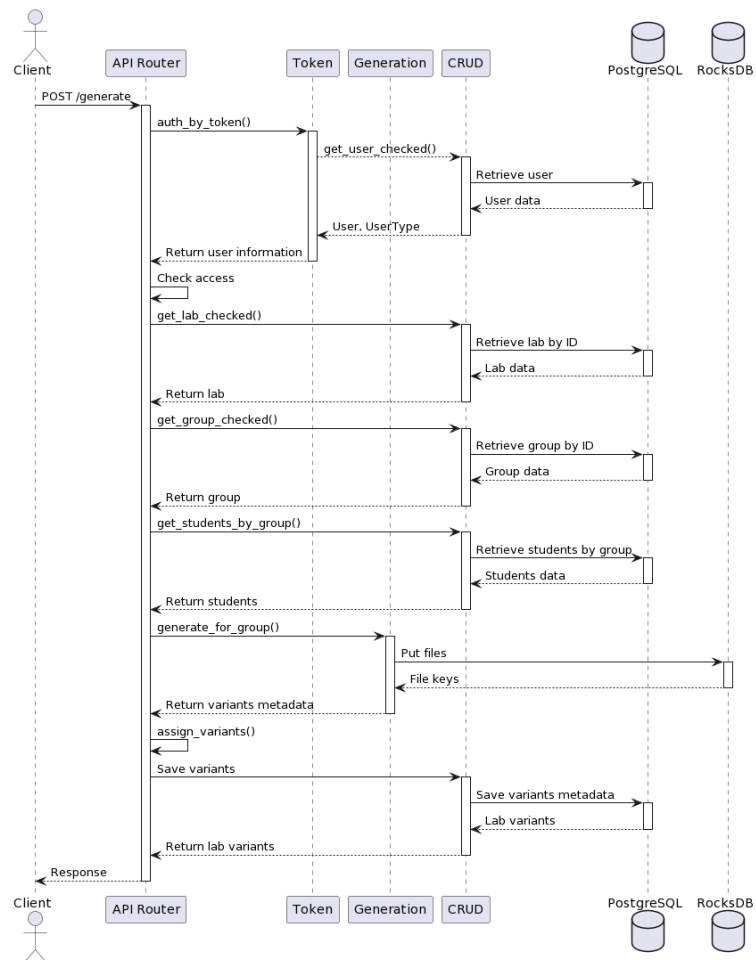 Client
API Router
Token
Generation
CRUD
PostgreSQL
RocksDB
POST /generate
auth_by_token()
get_user_checked()
Retrieve user
User data
User, UserType
Return user information
Check access
get_lab_checked()
Retrieve lab by ID
Lab data
Return lab
get_group_checked()
Retrieve group by ID
Group data
Return group
get_students_by_group()
Retrieve students by group
Students data
Return students
generate_for_group()
Put files
File keys
Return variants metadata
assign_variants()
Save variants
Save variants metadata
Lab variants
Return lab variants
Response
Client
API Router
Token
Generation
CRUD
PostgreSQL
RocksDB